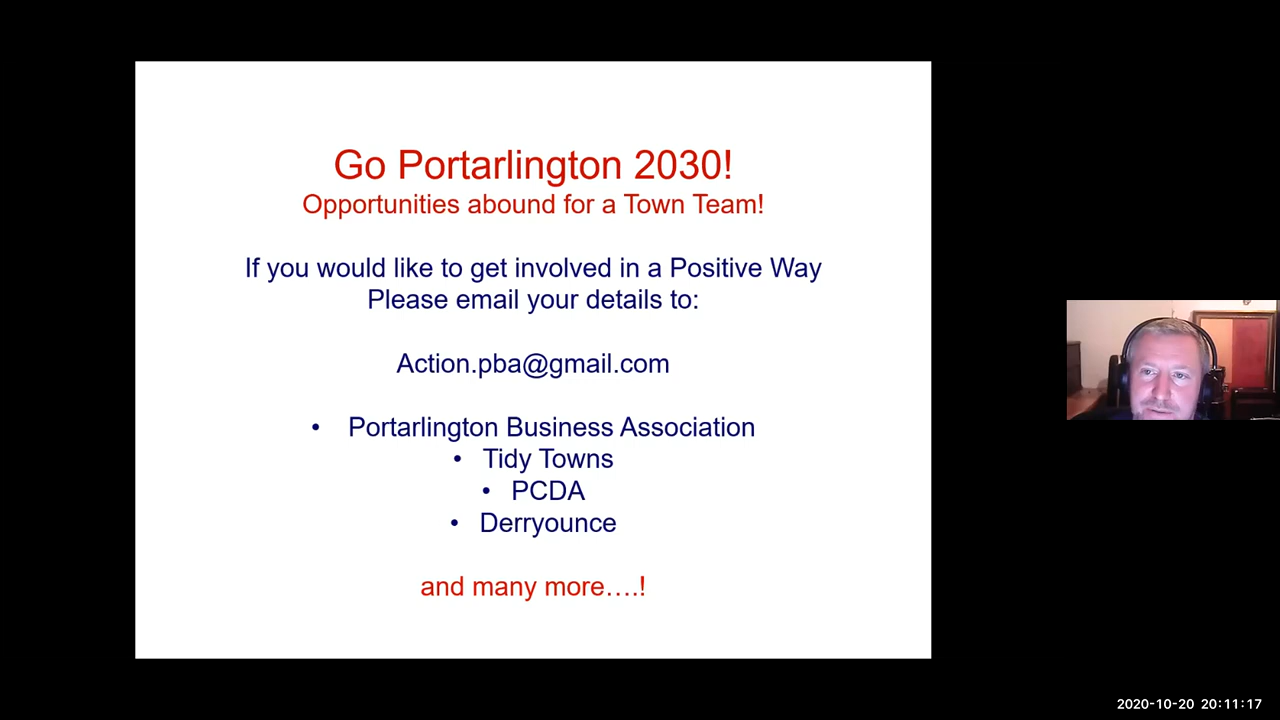 Go Portarlington 2030!
Opportunities abound for a Town Team!
If you would like to get involved in a Positive Way
Please email your details to:
Action.pba@gmail.com
• Portarlington Business Association
• Tidy Towns
• PCDA
• Derryounce
and many more….!
2020-10-20 20:11:17